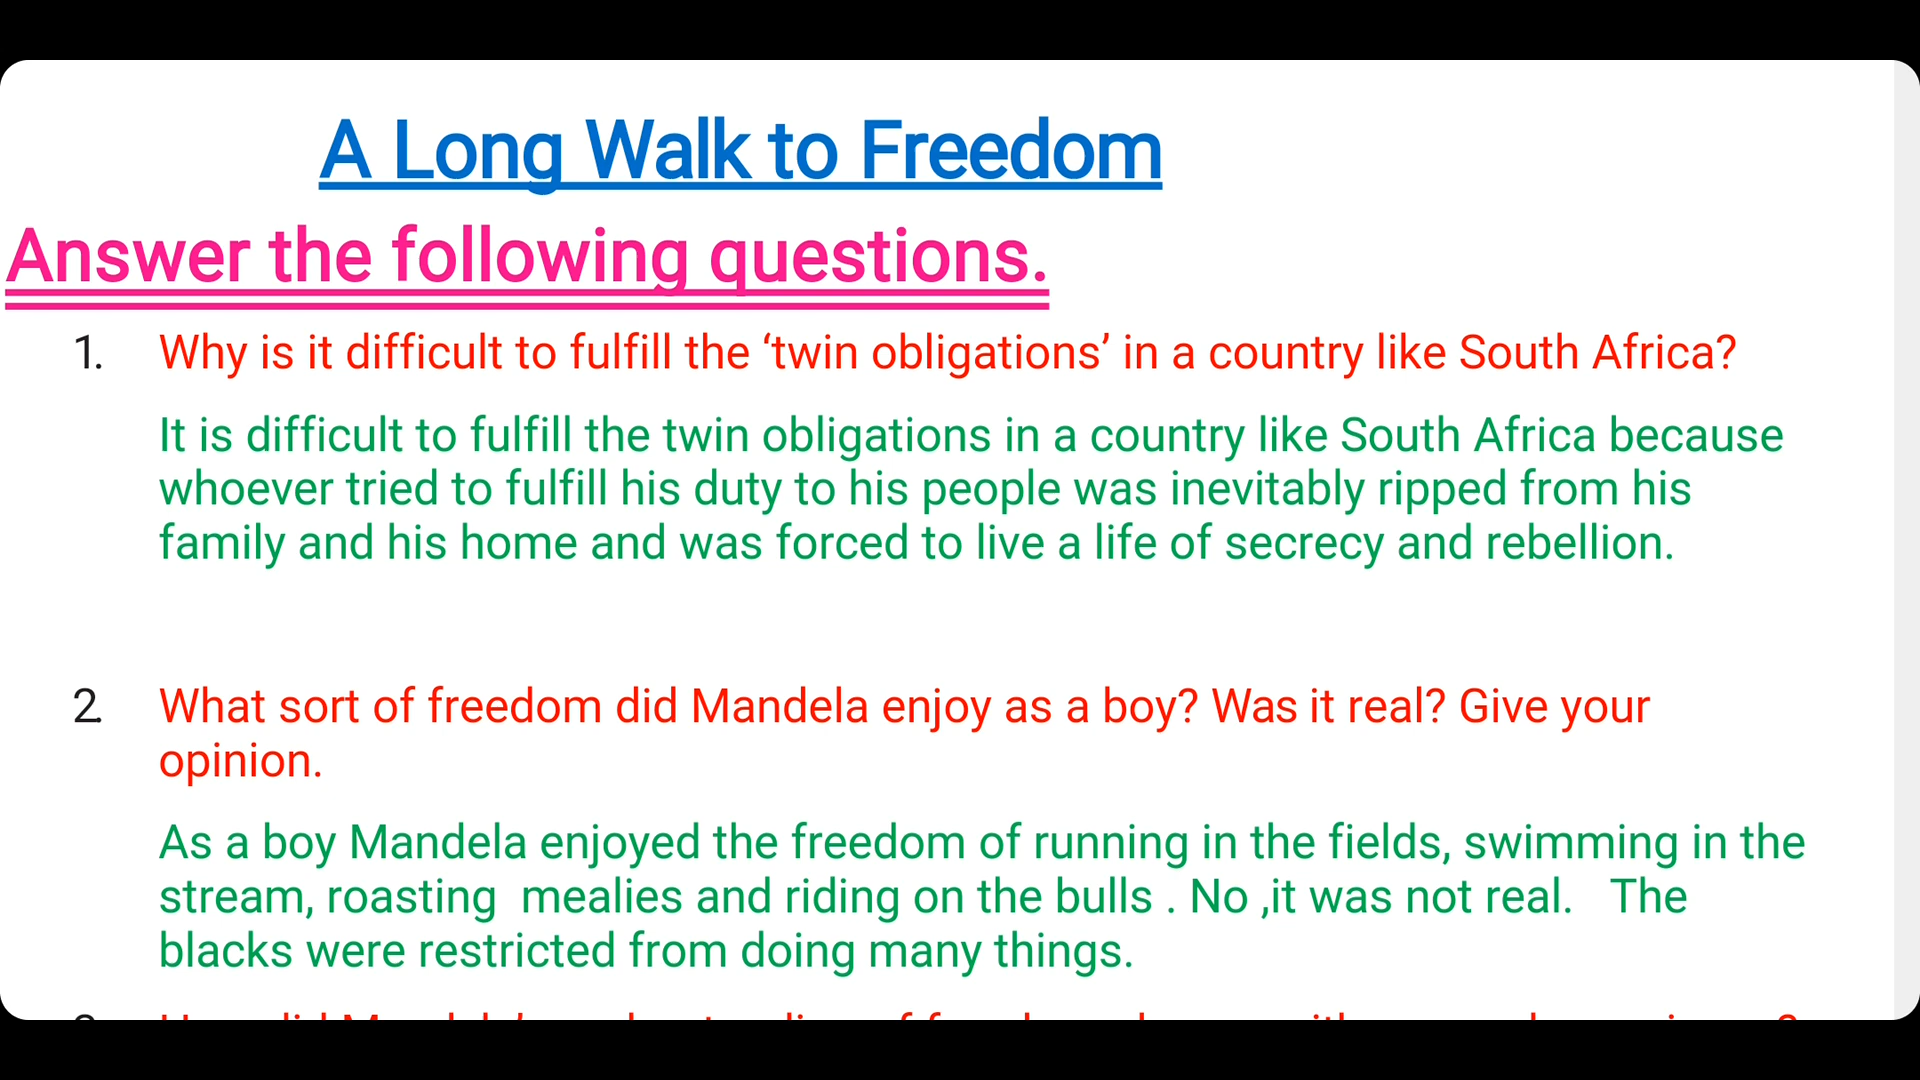 A Long Walk to Freedom
Answer the following questions.
1. Why is it difficult to fulfill the ‘twin obligations’ in a country like South Africa?
It is difficult to fulfill the twin obligations in a country like South Africa because
whoever tried to fulfill his duty to his people was inevitably ripped from his
family and his home and was forced to live a life of secrecy and rebellion.
2. What sort of freedom did Mandela enjoy as a boy? Was it real? Give your
opinion.
As a boy Mandela enjoyed the freedom of running in the fields, swimming in the
stream, roasting  mealies and riding on the bulls . No ,it was not real.   The
blacks were restricted from doing many things.